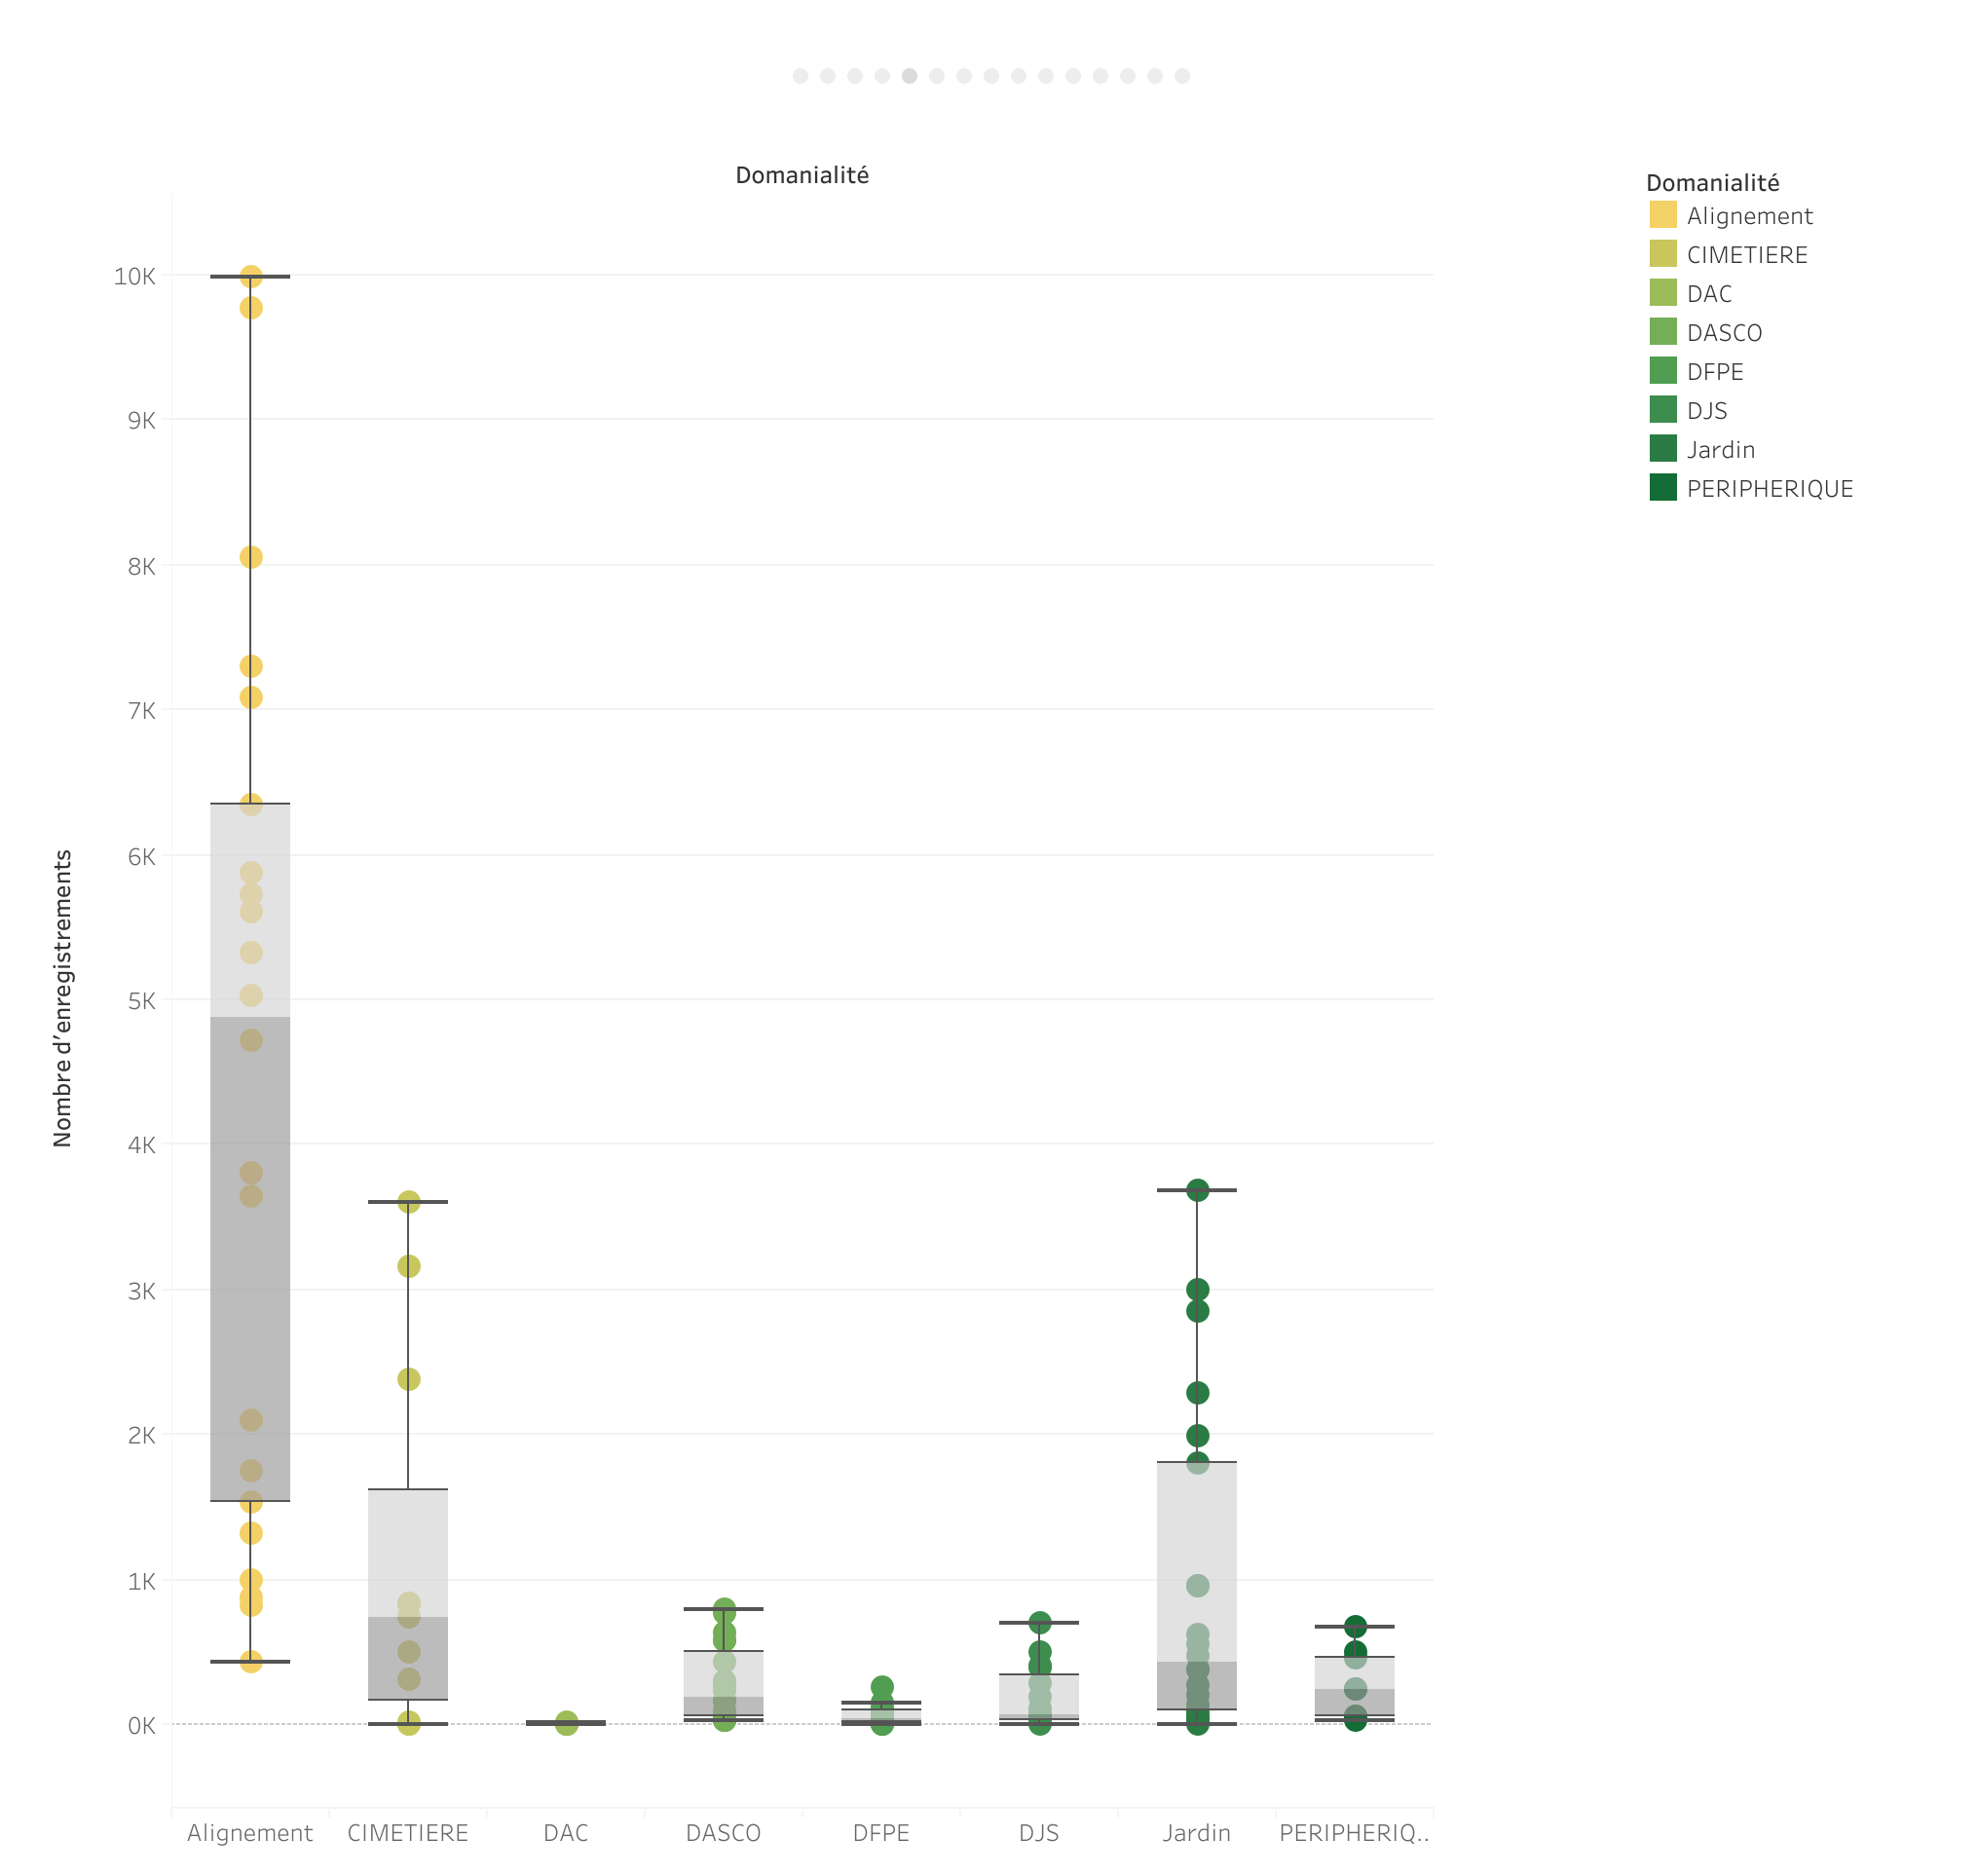 Domanialité
Domanialité
Alignement
CIMETIERE
DAC
DASCO
DFPE
DJS
Jardin
PERIPHERIQUE
Nombre d'enregistrements
10K
9K
8K
7K
6K
5K
4K
3K
2K
1K
0K
Alignement CIMETIERE DAC DASCO DFPE DJS Jardin PERIPHERIQ..